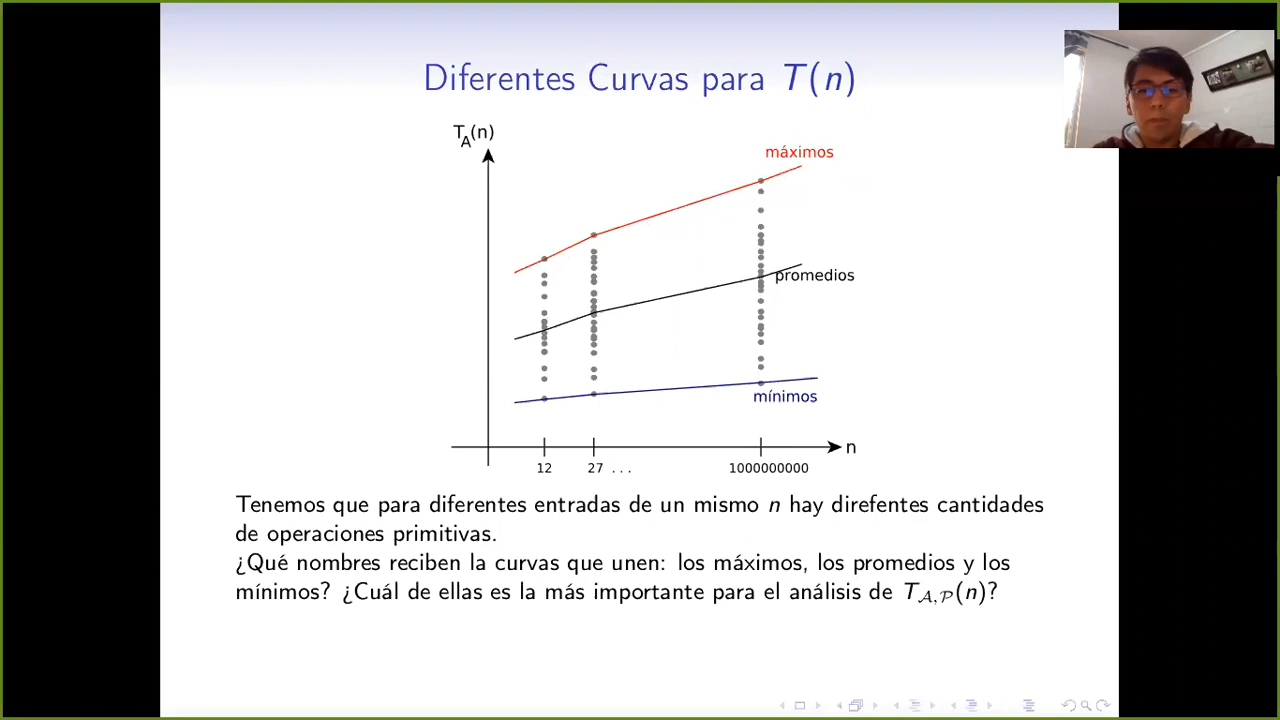 Diferentes Curvas para T(n)
T_A(n)
máximos
promedios
mínimos
n
12 27 . . . 1000000000
Tenemos que para diferentes entradas de un mismo n hay direfentes cantidades
de operaciones primitivas.
¿Qué nombres reciben la curvas que unen: los máximos, los promedios y los
mínimos? ¿Cuál de ellas es la más importante para el análisis de T_{A,P}(n)?